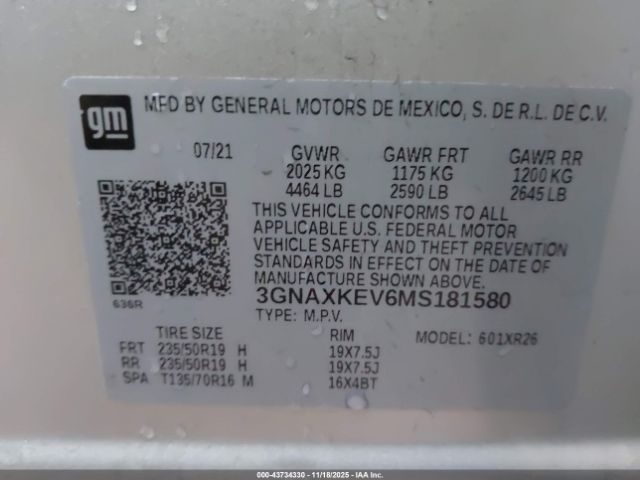 gm
MFD BY GENERAL MOTORS DE MEXICO, S. DE R.L. DE C.V.
07/21 GVWR GAWR FRT GAWR RR
2025 KG 1175 KG 1200 KG
4464 LB 2590 LB 2645 LB
THIS VEHICLE CONFORMS TO ALL
APPLICABLE U.S. FEDERAL MOTOR
VEHICLE SAFETY AND THEFT PREVENTION
STANDARDS IN EFFECT ON THE DATE OF
MANUFACTURE SHOWN ABOVE.
636R 3GNAXKEV6MS181580
TYPE: M.P.V. MODEL: 601XR26
TIRE SIZE RIM
FRT 235/50R19 H 19X7.5J
RR 235/50R19 H 19X7.5J
SPA T135/70R16 M 16X4BT
000-43734330 - 11/18/2025 - IAA Inc.